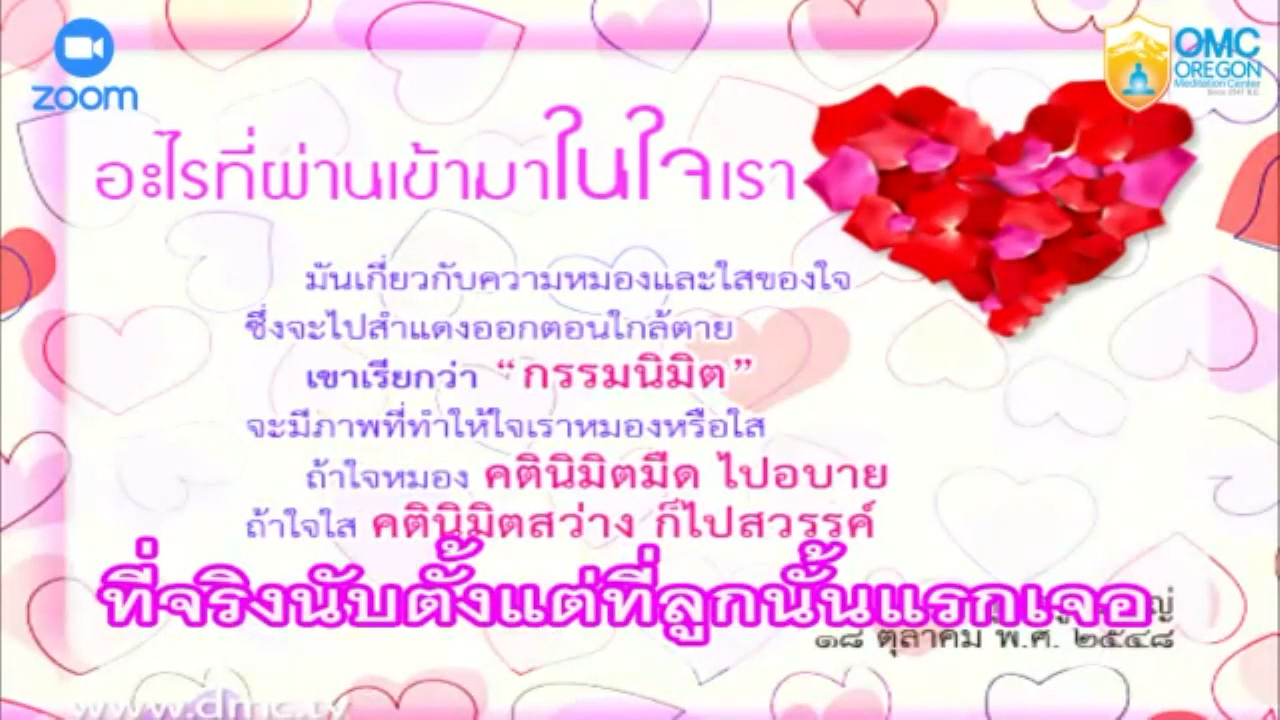 zoom
OMC
OREGON
Meditation Center
Since 2547 B.E.
อะไรที่ผ่านเข้ามาในใจเรา
มันเกี่ยวกับความหมองและใสของใจ
ซึ่งจะไปสำแดงออกตอนใกล้ตาย
เขาเรียกว่า “กรรมนิมิต”
จะมีภาพที่ทำให้ใจเราหมองหรือใส
ถ้าใจหมอง คตินิมิตมืด ไปอบาย
ถ้าใจใส คตินิมิตสว่าง ก็ไปสวรรค์
ที่จริงนับตั้งแต่ที่ลูกนั้นแรกเจอ
๑๘ ตุลาคม พ.ศ. ๒๕๔๘
www.dmc.tv